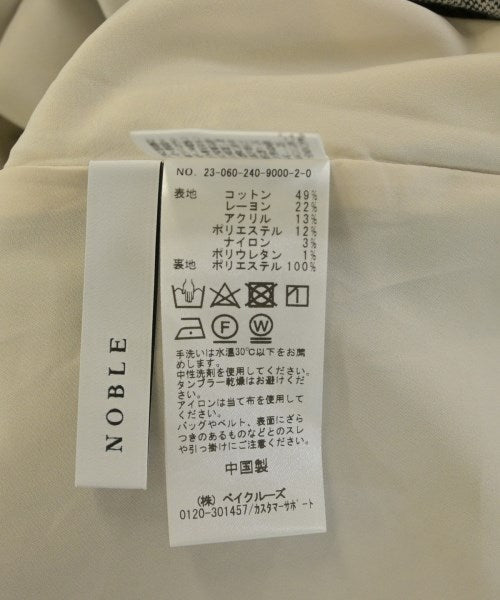 NO. 23-060-240-9000-2-0
表地 コットン 49%
レーヨン 22%
アクリル 13%
ポリエステル 12%
ナイロン 3%
ポリウレタン 1%
裏地 ポリエステル 100%
F W
手洗いは水温30℃以下をお薦
めします。
中性洗剤を使用してください。
タンブラー乾燥はお避けくださ
い。
アイロンは当て布を使用して
ください。
バッグやベルト、表面にざら
つきのあるものなどとのスレ
や引っ掛けにご注意ください。
中国製
(株) ベイクルーズ
0120-301457/カスタマーサポート
NOBLE